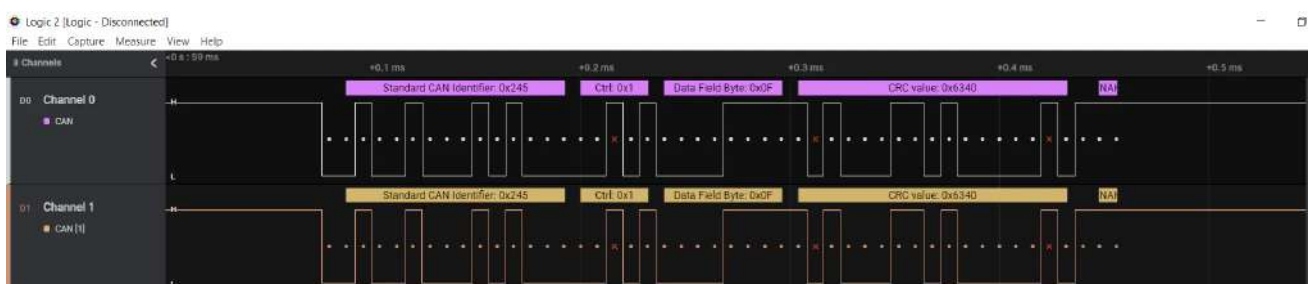 Logic 2 [Logic - Disconnected]
File Edit Capture Measure View Help
8 Channels <
+0.1 ms +0.2 ms +0.3 ms +0.4 ms +0.5 ms
Standard CAN Identifier: 0x245 Ctrl: 0x1 Data Field Byte: 0x0F CRC value: 0x6340 NAK
D0 Channel 0
H
CAN
L
Standard CAN Identifier: 0x245 Ctrl: 0x1 Data Field Byte: 0x0F CRC value: 0x6340 NAK
D1 Channel 1
H
CAN [1]
L